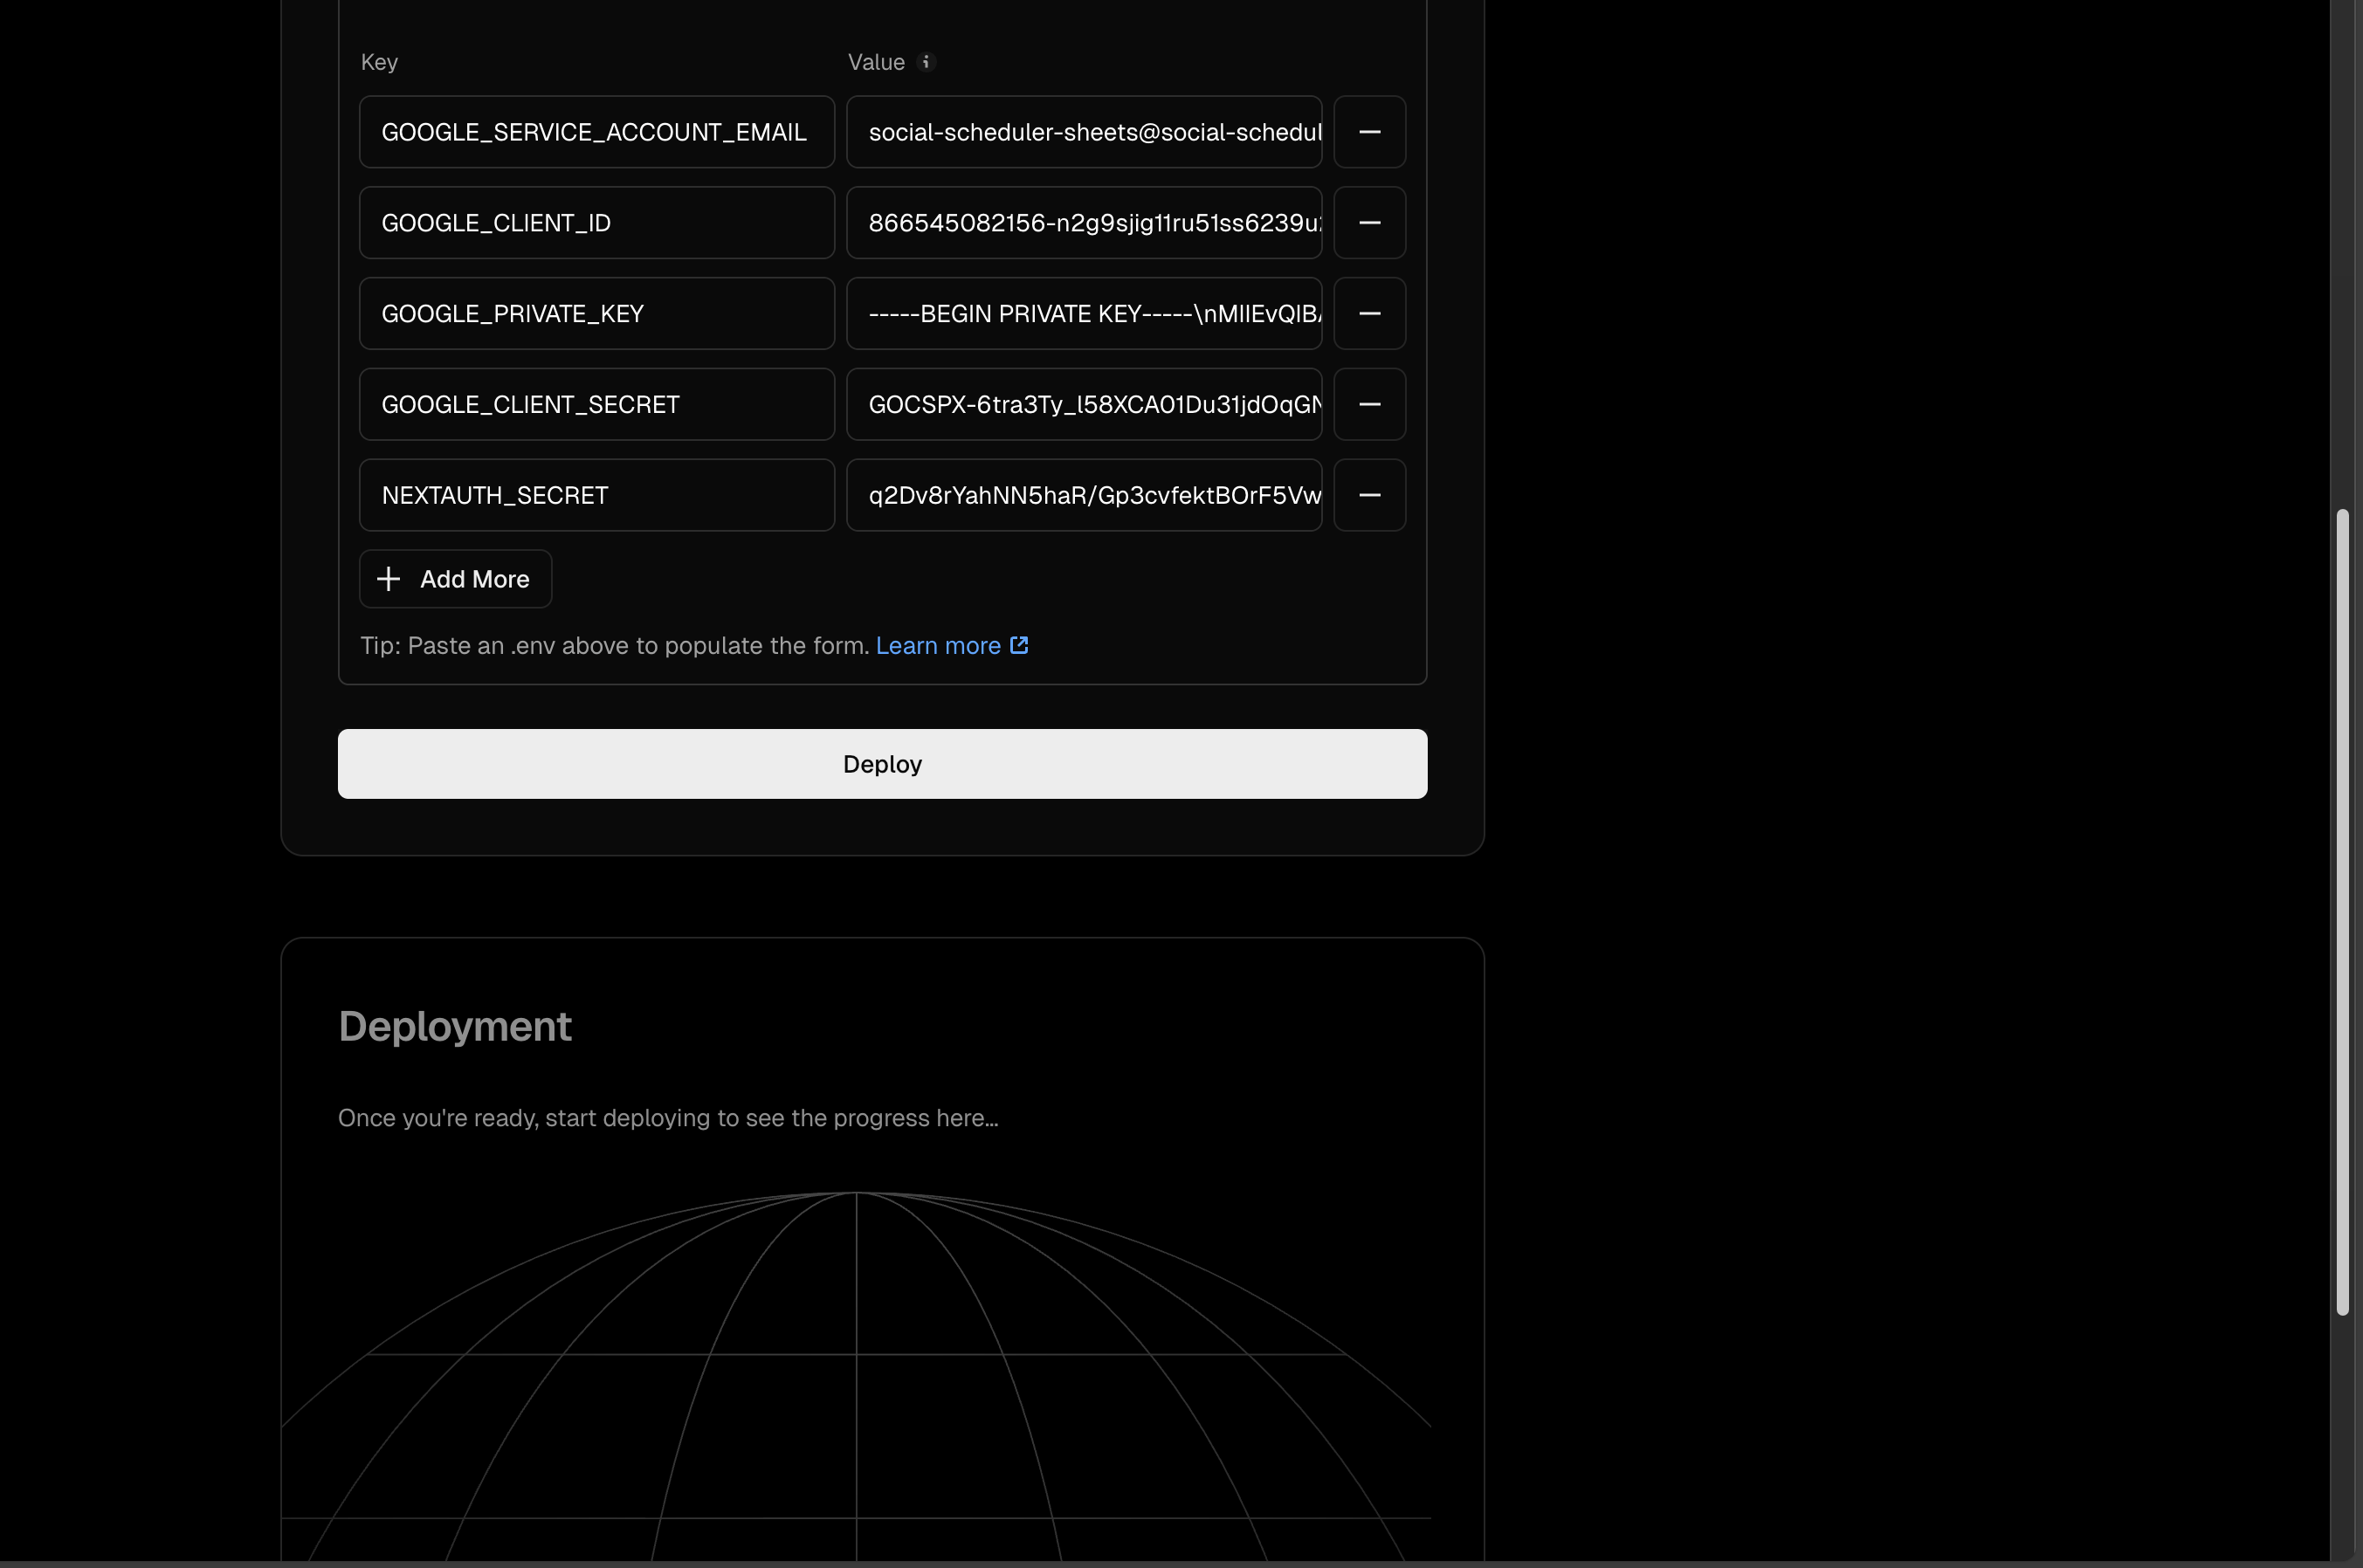 Key Value
GOOGLE_SERVICE_ACCOUNT_EMAIL social-scheduler-sheets@social-schedul
GOOGLE_CLIENT_ID 866545082156-n2g9sjig11ru51ss6239u
GOOGLE_PRIVATE_KEY -----BEGIN PRIVATE KEY-----\nMIIEvQIB
GOOGLE_CLIENT_SECRET GOCSPX-6tra3Ty_l58XCA01Du31jdOqG
NEXTAUTH_SECRET q2Dv8rYahNN5haR/Gp3cvfektBOrF5Vw
Add More
Tip: Paste an .env above to populate the form. Learn more
Deploy
Deployment
Once you're ready, start deploying to see the progress here...